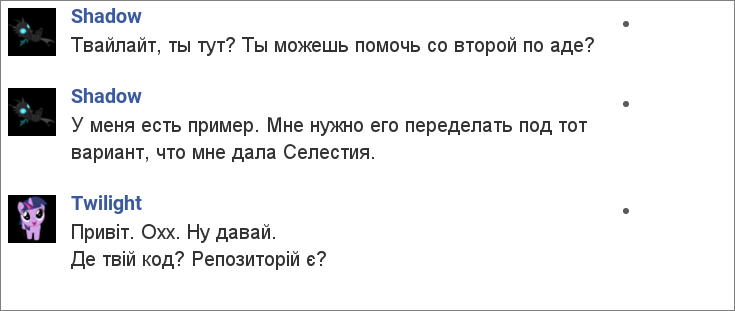 Shadow
Твайлайт, ты тут? Ты можешь помочь со второй по аде?
Shadow
У меня есть пример. Мне нужно его переделать под тот
вариант, что мне дала Селестия.
Twilight
Привіт. Охх. Ну давай.
Де твій код? Репозиторій є?